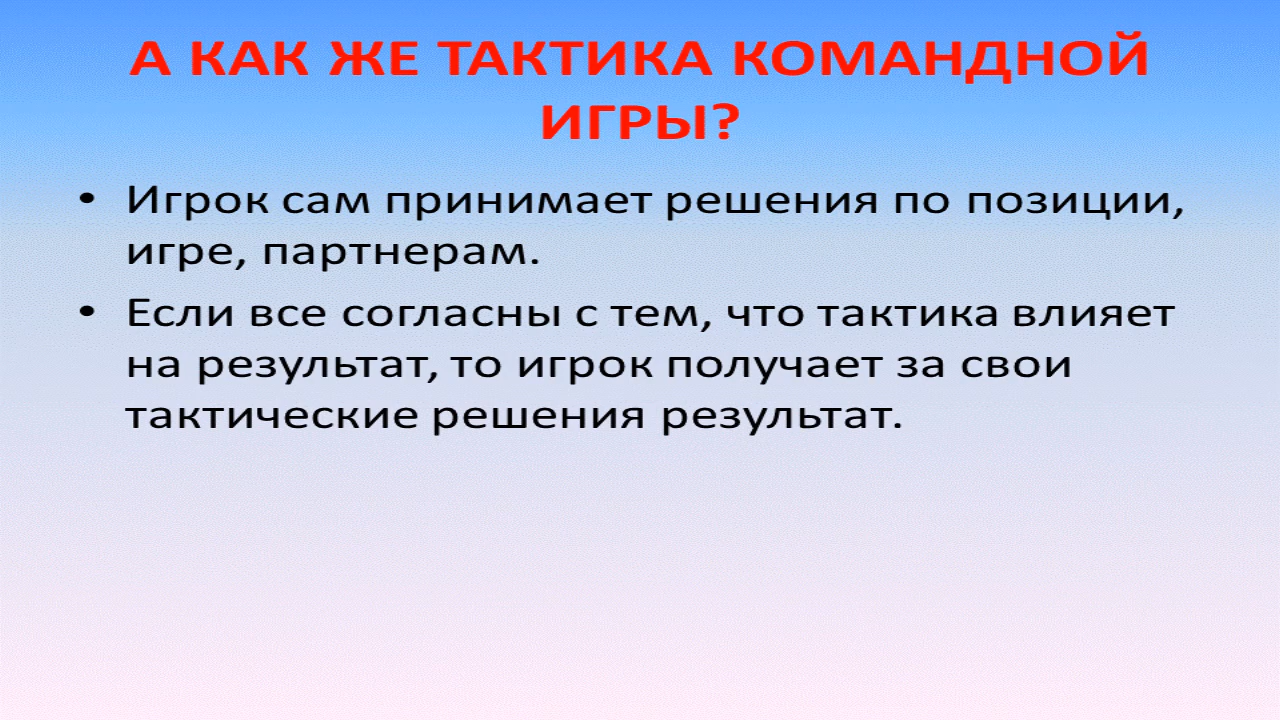 А КАК ЖЕ ТАКТИКА КОМАНДНОЙ
ИГРЫ?
• Игрок сам принимает решения по позиции,
игре, партнерам.
• Если все согласны с тем, что тактика влияет
на результат, то игрок получает за свои
тактические решения результат.